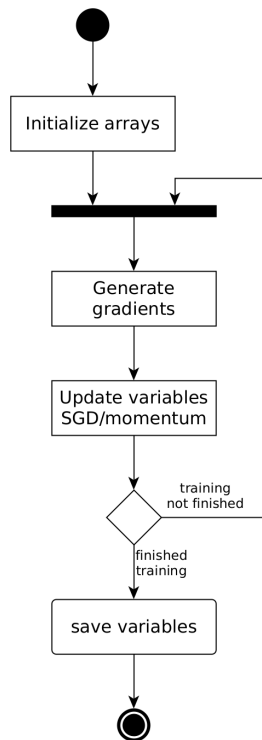 Initialize arrays
Generate
gradients
Update variables
SGD/momentum
training
not finished
finished
training
save variables